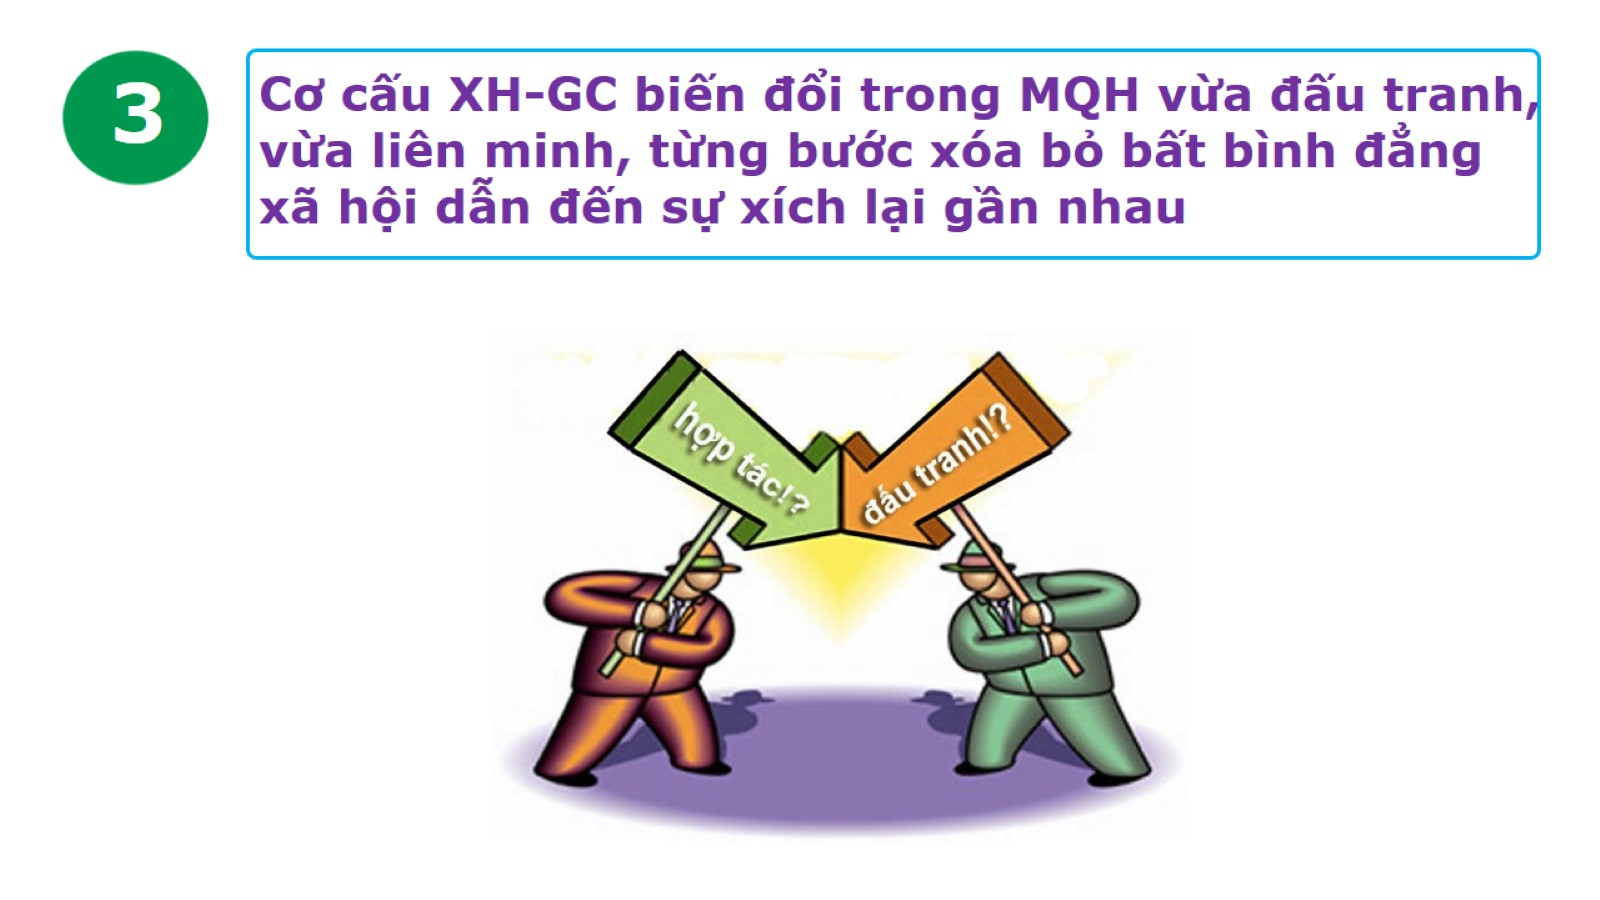 3
Cơ cấu XH-GC biến đổi trong MQH vừa đấu tranh,
vừa liên minh, từng bước xóa bỏ bất bình đẳng
xã hội dẫn đến sự xích lại gần nhau
hợp tác!?
đấu tranh!?